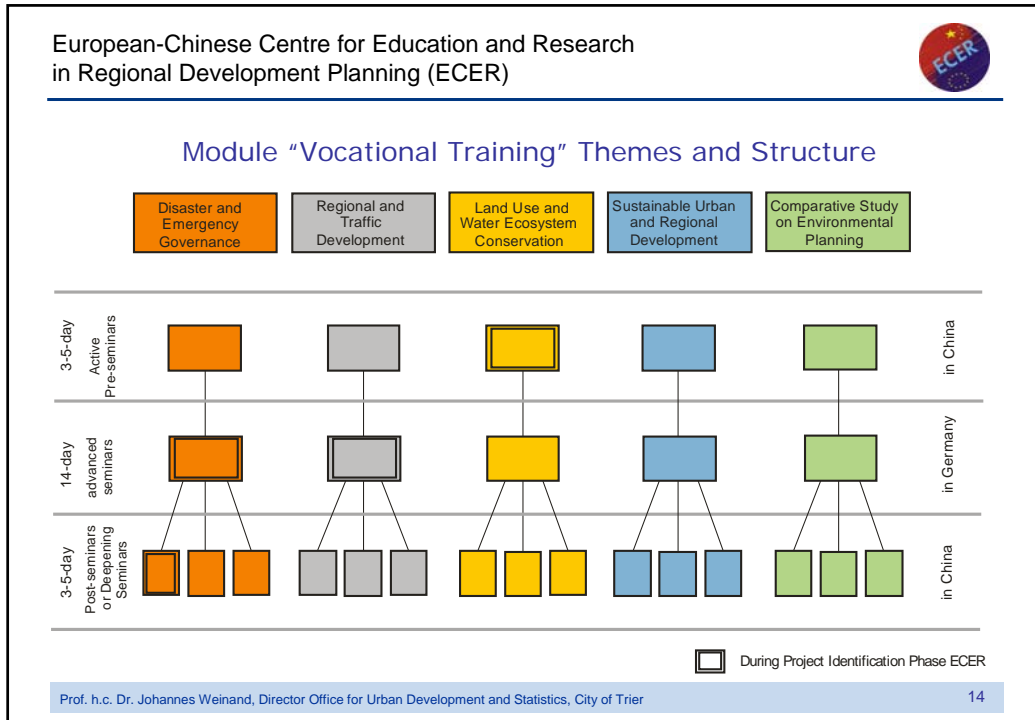 European-Chinese Centre for Education and Research
in Regional Development Planning (ECER)
ECER
Module “Vocational Training” Themes and Structure
Disaster and
Emergency
Governance
Regional and
Traffic
Development
Land Use and
Water Ecosystem
Conservation
Sustainable Urban
and Regional
Development
Comparative Study
on Environmental
Planning
3-5-day
Active
Pre-seminars
in China
14-day
advanced
seminars
in Germany
3-5-day
Post-seminars
or Deepening
Seminars
in China
During Project Identification Phase ECER
Prof. h.c. Dr. Johannes Weinand, Director Office for Urban Development and Statistics, City of Trier
14